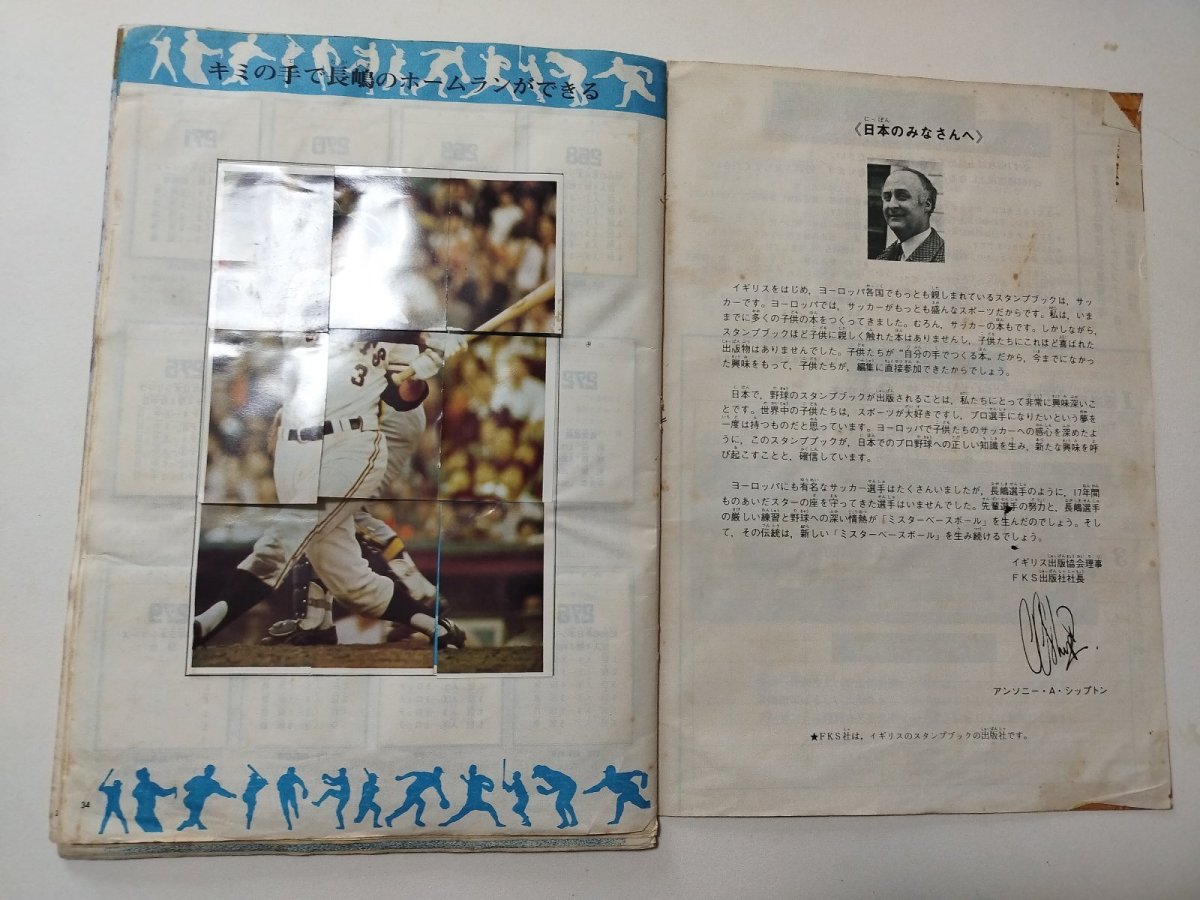 キミの手で長嶋のホームランができる
3
34
《日本のみなさんへ》
イギリスをはじめ、ヨーロッパ各国でもっとも親しまれているスタンプブックは、サッ
カーです。ヨーロッパでは、サッカーがもっとも盛んなスポーツだからです。私は、いま
までに多くの子供の本をつくってきました。むろん、サッカーの本もです。しかしながら、
スタンプブックほど子供に親しく触れた本はありませんし、子供たちにこれほど喜ばれた
出版物はありませんでした。子供たちが"自分の手でつくる本"。だから、今までになかっ
た興味をもって、子供たちが、編集に直接参加できたからでしょう。
日本で、野球のスタンプブックが出版されることは、私たちにとって非常に興味深いこ
とです。世界中の子供たちは、スポーツが大好きですし、プロ選手になりたいという夢を
一度は持つものだと思っています。ヨーロッパで子供たちのサッカーへの感心を深めたよ
うに、このスタンプブックが、日本でのプロ野球への正しい知識を生み、新たな興味を呼
び起こすことと、確信しています。
ヨーロッパにも有名なサッカー選手はたくさんいましたが、長嶋選手のように、17年間
ものあいだスターの座を守ってきた選手はいませんでした。先輩選手の努力と、長嶋選手
の厳しい練習と野球への深い情熱が「ミスターベースボール」を生んだのでしょう。そし
て、その伝統は、新しい「ミスターベースボール」を生み続けるでしょう。
イギリス出版協会理事
FKS出版社社長
アンソニー・A・シップトン
★FKS社は、イギリスのスタンプブックの出版社です。